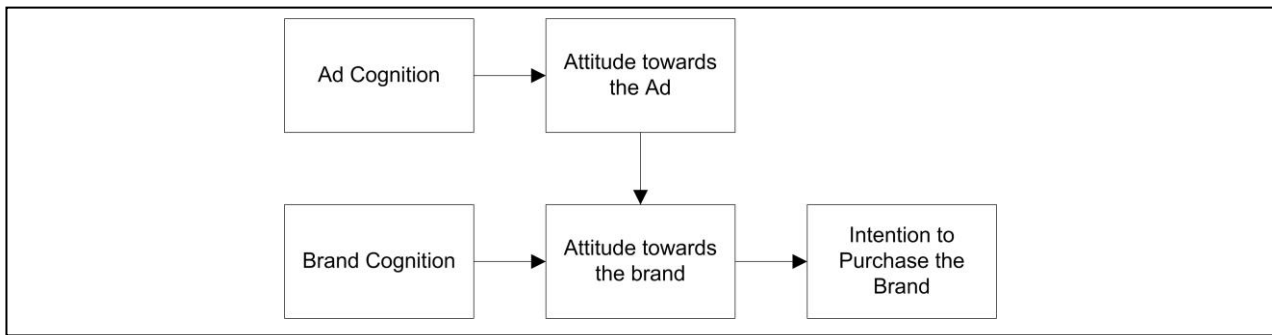 Ad Cognition
Attitude towards
the Ad
Brand Cognition
Attitude towards
the brand
Intention to
Purchase the
Brand